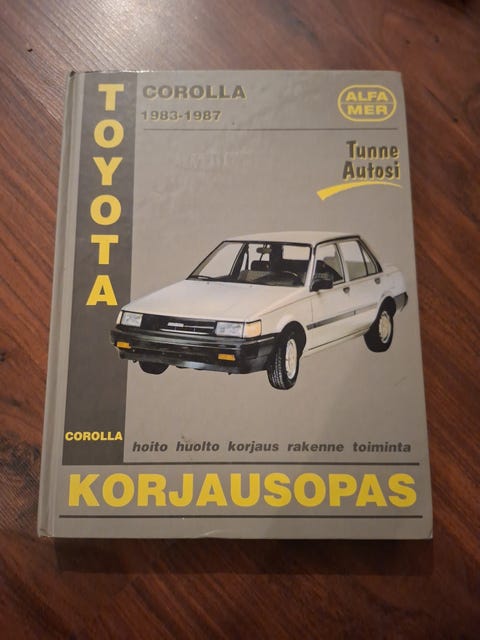 TOYOTA
COROLLA
1983-1987
ALFA
MER
Tunne
Autosi
COROLLA
hoito huolto korjaus rakenne toiminta
KORJAUSOPAS